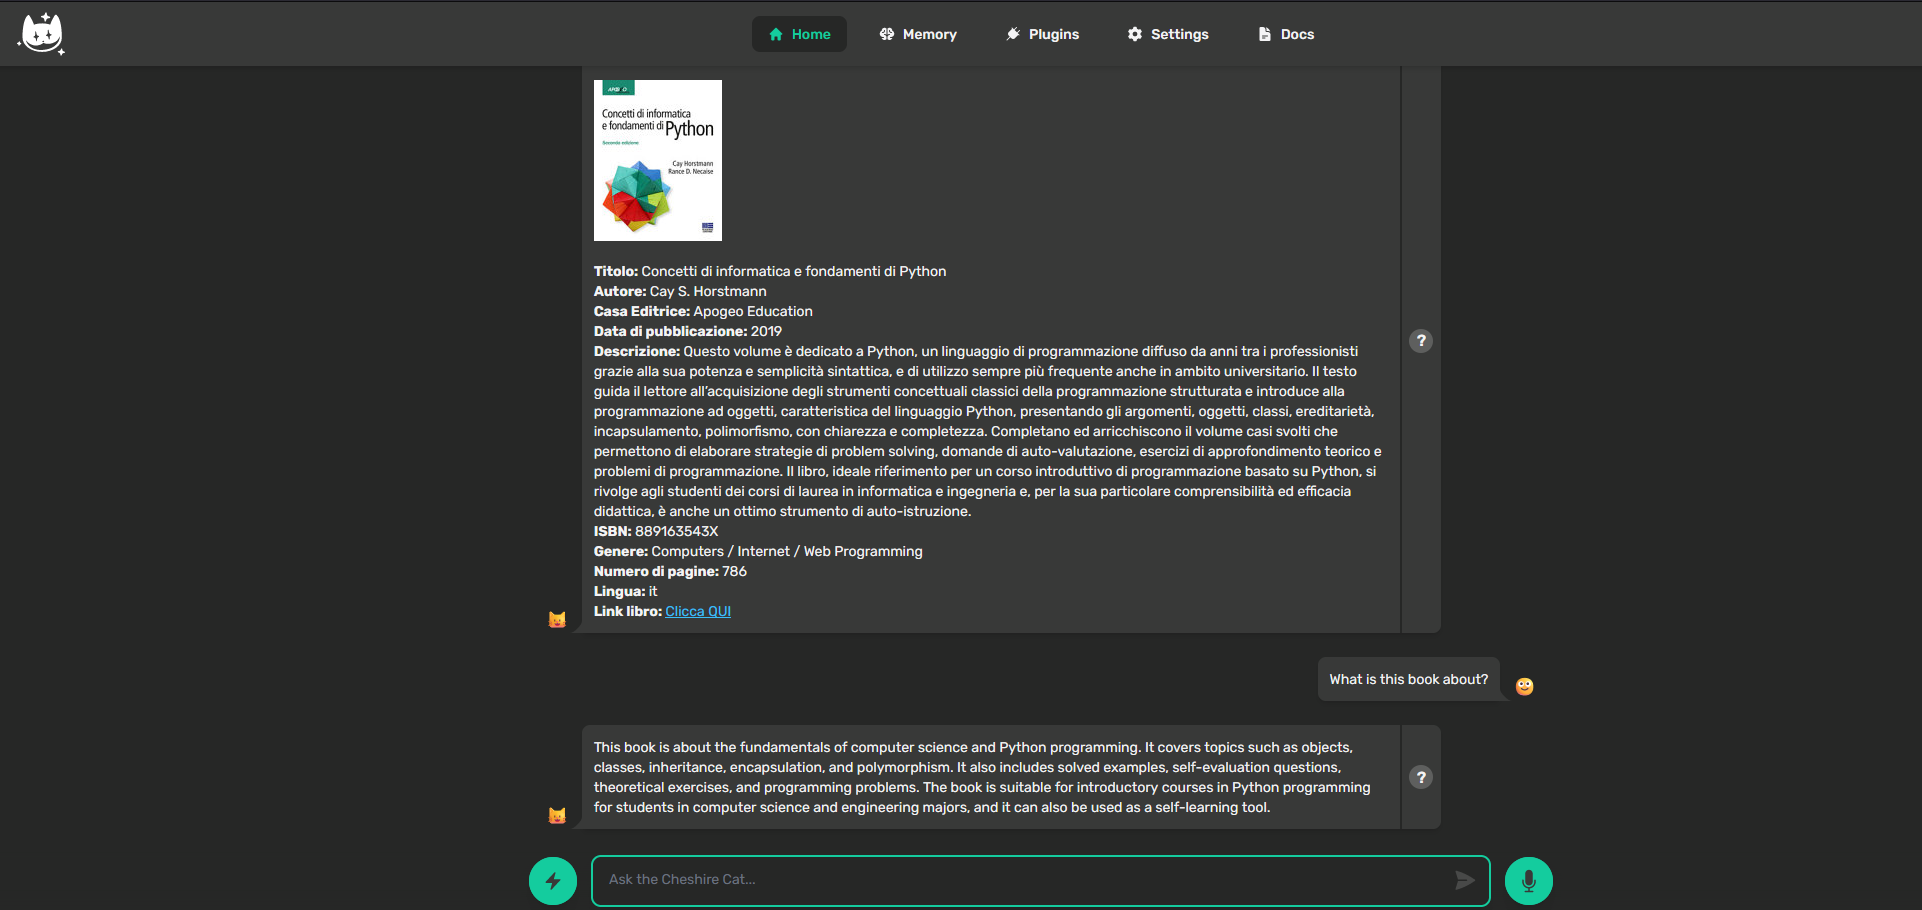 Home
Memory
Plugins
Settings
Docs
APOGEO
Concetti di informatica
e fondamenti di Python
Seconda edizione
Cay Horstmann
Rance D. Necaise
Titolo: Concetti di informatica e fondamenti di Python
Autore: Cay S. Horstmann
Casa Editrice: Apogeo Education
Data di pubblicazione: 2019
Descrizione: Questo volume è dedicato a Python, un linguaggio di programmazione diffuso da anni tra i professionisti
grazie alla sua potenza e semplicità sintattica, e di utilizzo sempre più frequente anche in ambito universitario. Il testo
guida il lettore all’acquisizione degli strumenti concettuali classici della programmazione strutturata e introduce alla
programmazione ad oggetti, caratteristica del linguaggio Python, presentando gli argomenti, oggetti, classi, ereditarietà,
incapsulamento, polimorfismo, con chiarezza e completezza. Completano ed arricchiscono il volume casi svolti che
permettono di elaborare strategie di problem solving, domande di auto-valutazione, esercizi di approfondimento teorico e
problemi di programmazione. Il libro, ideale riferimento per un corso introduttivo di programmazione basato su Python, si
rivolge agli studenti dei corsi di laurea in informatica e ingegneria e, per la sua particolare comprensibilità ed efficacia
didattica, è anche un ottimo strumento di auto-istruzione.
ISBN: 889163543X
Genere: Computers / Internet / Web Programming
Numero di pagine: 786
Lingua: it
Link libro: Clicca QUI
?
What is this book about?
This book is about the fundamentals of computer science and Python programming. It covers topics such as objects,
classes, inheritance, encapsulation, and polymorphism. It also includes solved examples, self-evaluation questions,
theoretical exercises, and programming problems. The book is suitable for introductory courses in Python programming
for students in computer science and engineering majors, and it can also be used as a self-learning tool.
?
Ask the Cheshire Cat...